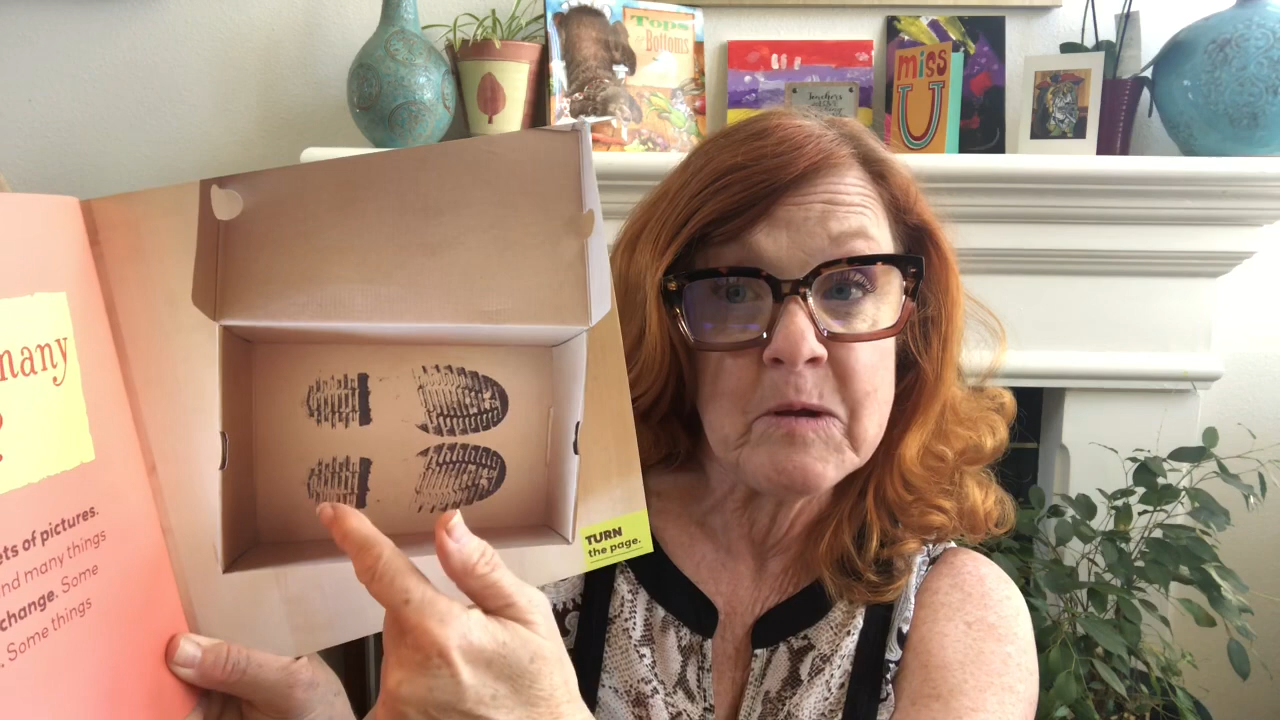 many
?
ets of pictures.
nd many things
change. Some
. Some things
TURN
the page.
Tops
& Bottoms
miss
U